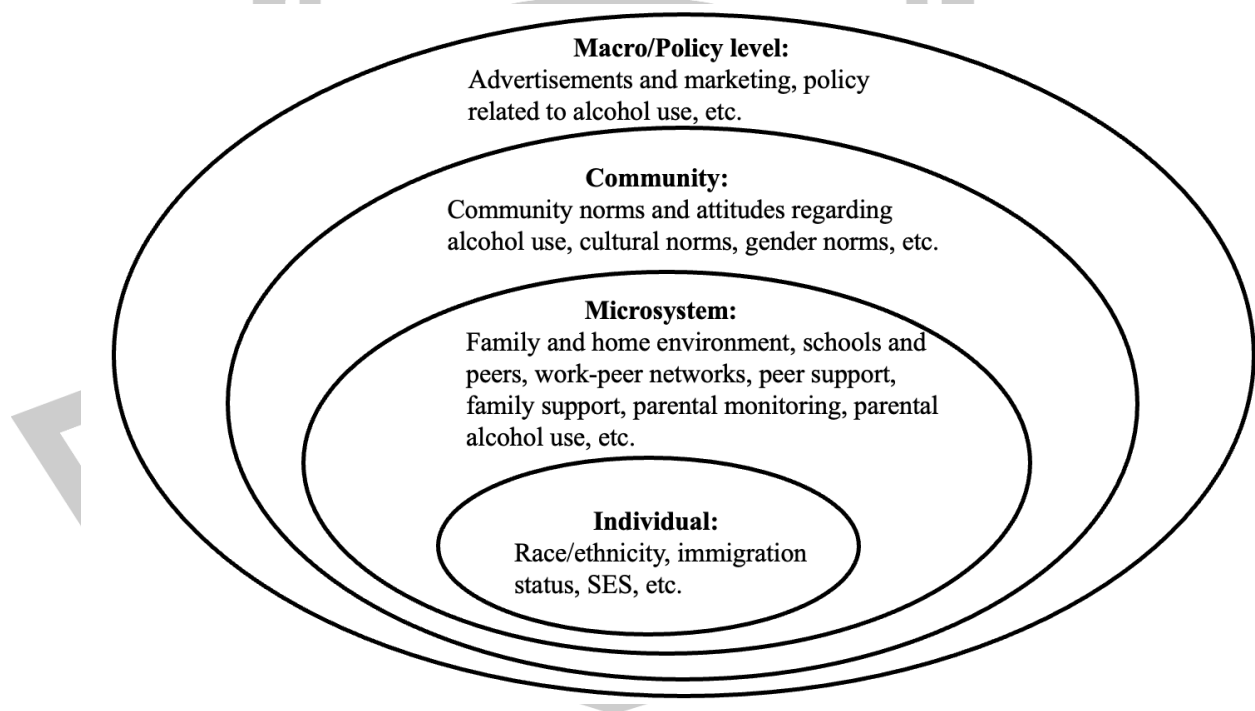 Macro/Policy level:
Advertisements and marketing, policy
related to alcohol use, etc.
Community:
Community norms and attitudes regarding
alcohol use, cultural norms, gender norms, etc.
Microsystem:
Family and home environment, schools and
peers, work-peer networks, peer support,
family support, parental monitoring, parental
alcohol use, etc.
Individual:
Race/ethnicity, immigration
status, SES, etc.